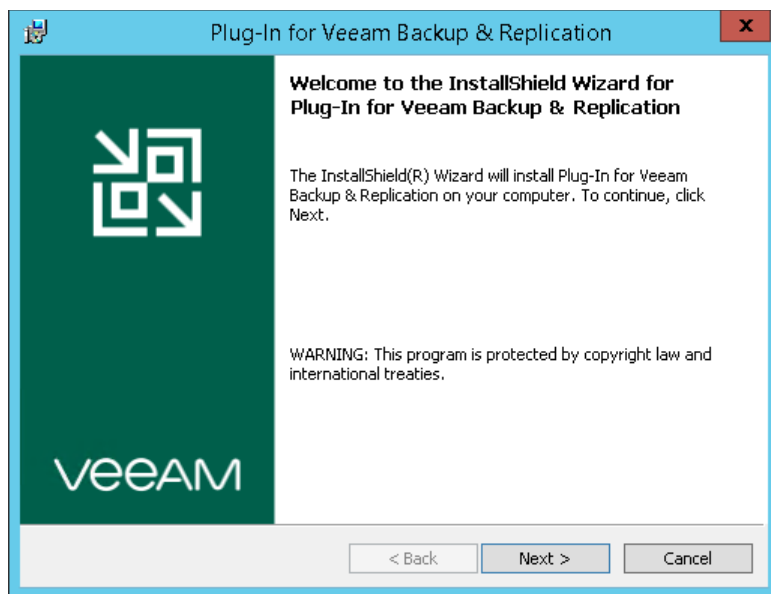 Plug-In for Veeam Backup & Replication
x
Welcome to the InstallShield Wizard for
Plug-In for Veeam Backup & Replication
The InstallShield(R) Wizard will install Plug-In for Veeam
Backup & Replication on your computer. To continue, click
Next.
WARNING: This program is protected by copyright law and
international treaties.
veeAM
< Back
Next >
Cancel